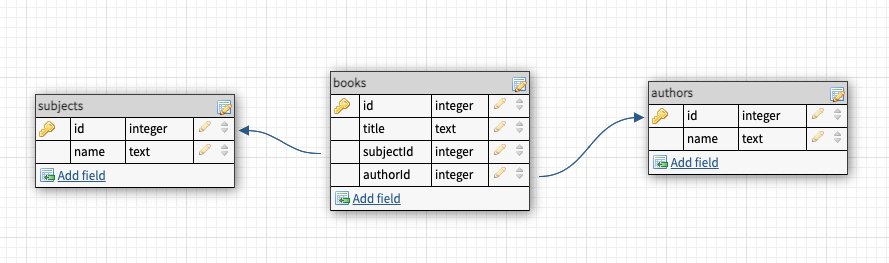 subjects
id integer
name text
Add field
books
id integer
title text
subjectId integer
authorId integer
Add field
authors
id integer
name text
Add field